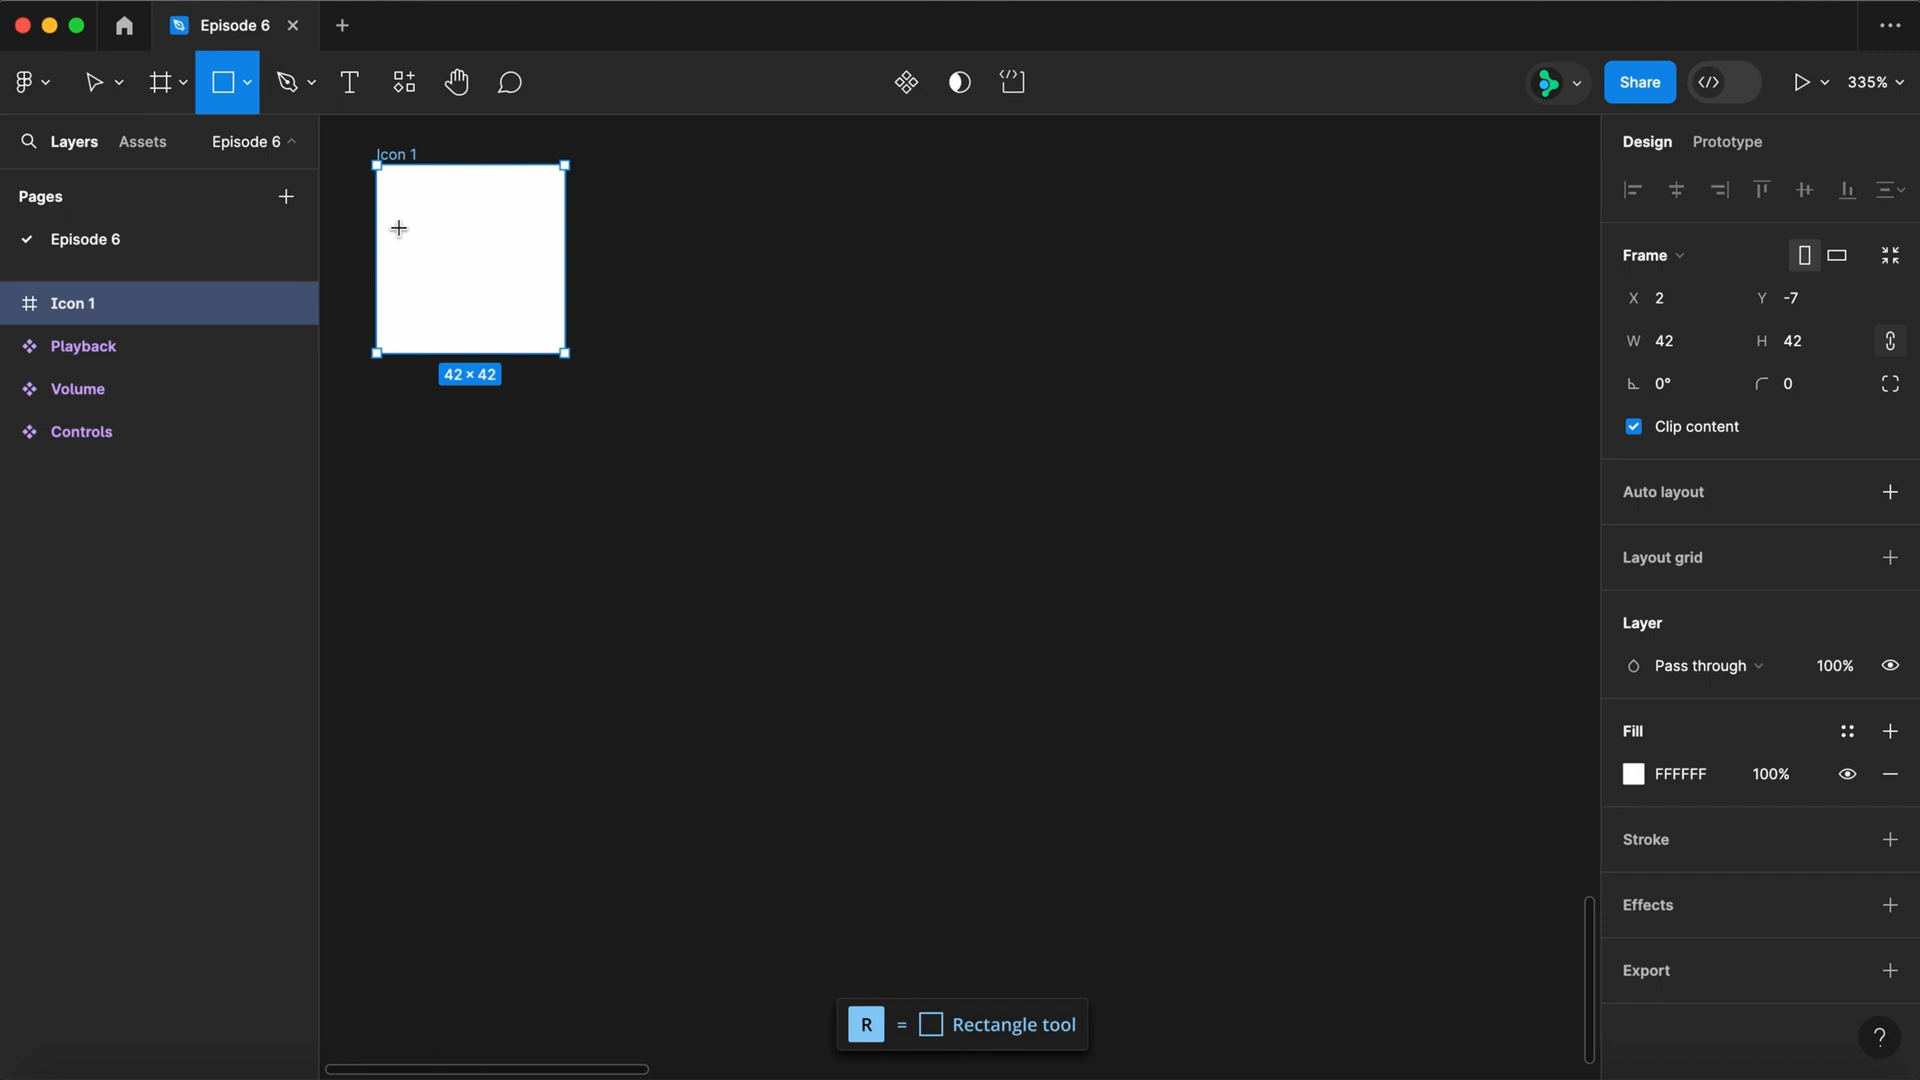 Episode 6
Share
335%
Layers
Assets
Episode 6
Pages
Episode 6
Icon 1
Playback
Volume
Controls
Icon 1
42 × 42
R = Rectangle tool
Design
Prototype
Frame
X 2
Y -7
W 42
H 42
0°
0
Clip content
Auto layout
Layout grid
Layer
Pass through
100%
Fill
FFFFFF
100%
Stroke
Effects
Export
?